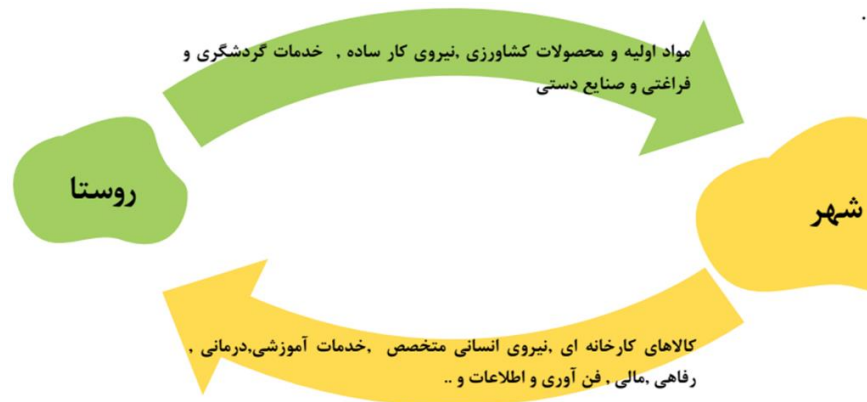 .
مواد اولیه و محصولات کشاورزی ,نیروی کار ساده , خدمات گردشگری و
فراغتی و صنایع دستی
روستا
شهر
کالاهای کارخانه ای ,نیروی انسانی متخصص ,خدمات آموزشی,درمانی ,
رفاهی ,مالی , فن آوری و اطلاعات و ..